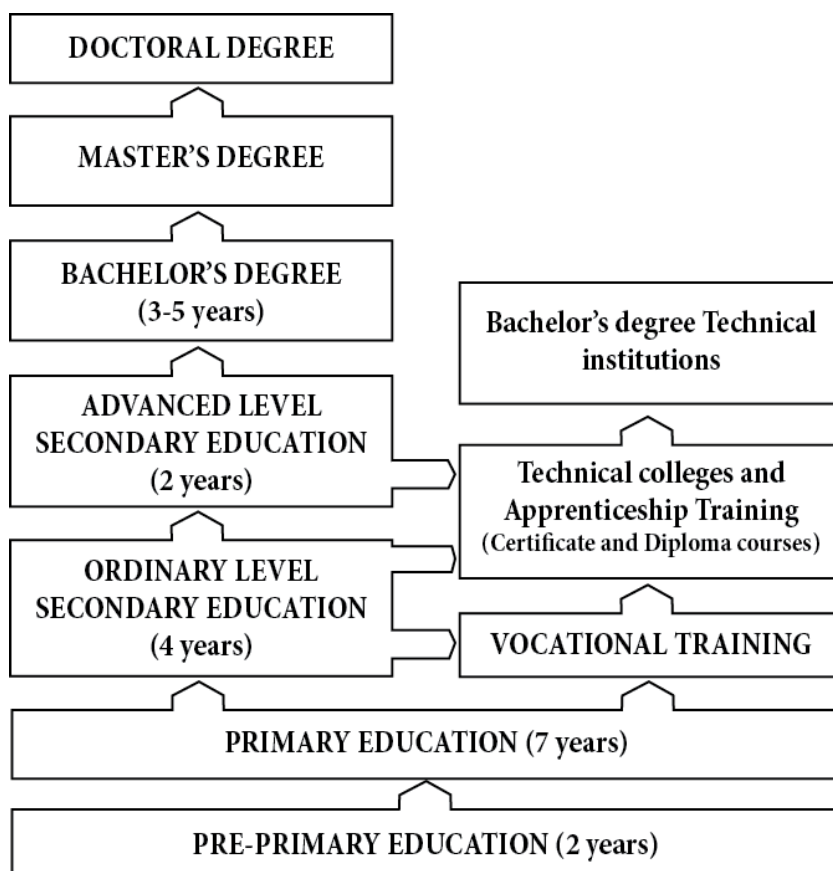 DOCTORAL DEGREE
MASTER'S DEGREE
BACHELOR'S DEGREE
(3-5 years)
Bachelor's degree Technical
institutions
ADVANCED LEVEL
SECONDARY EDUCATION
(2 years)
Technical colleges and
Apprenticeship Training
(Certificate and Diploma courses)
ORDINARY LEVEL
SECONDARY EDUCATION
(4 years)
VOCATIONAL TRAINING
PRIMARY EDUCATION (7 years)
PRE-PRIMARY EDUCATION (2 years)